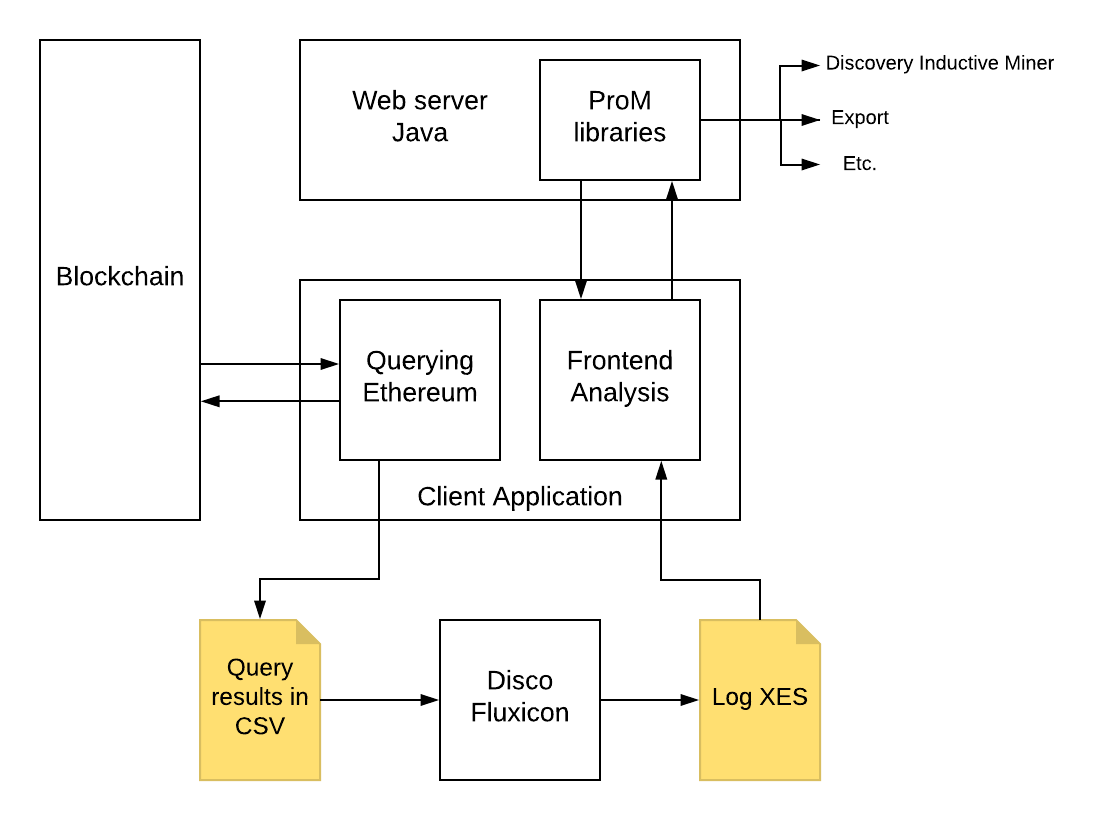 Blockchain
Web server
Java
ProM
libraries
Discovery Inductive Miner
Export
Etc.
Querying
Ethereum
Frontend
Analysis
Client Application
Query
results in
CSV
Disco
Fluxicon
Log XES